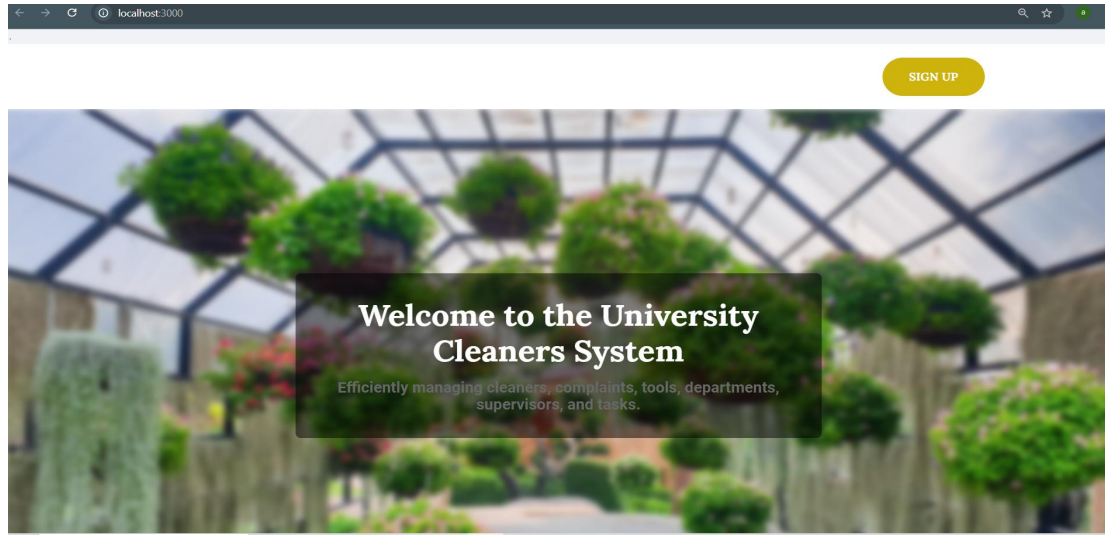 localhost:3000
a
SIGN UP
Welcome to the University
Cleaners System
Efficiently managing cleaners, complaints, tools, departments,
supervisors, and tasks.